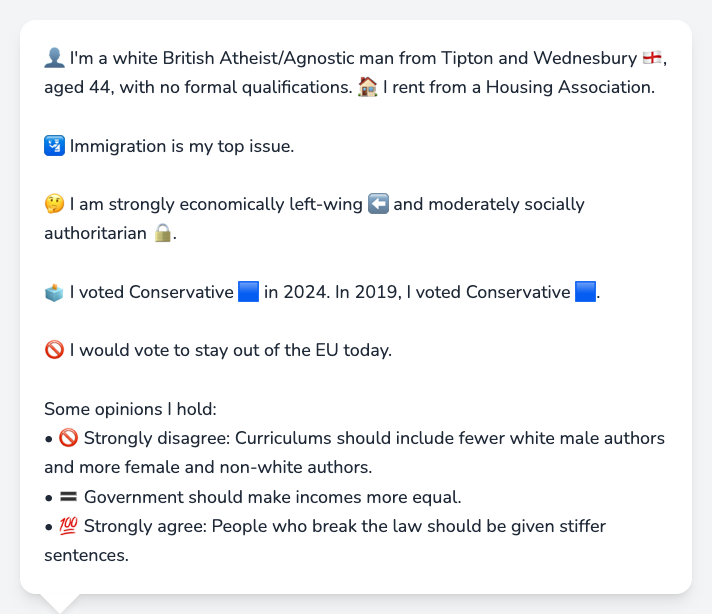 👤 I'm a white British Atheist/Agnostic man from Tipton and Wednesbury 🏴󠁧󠁢󠁥󠁮󠁧󠁿,
aged 44, with no formal qualifications. 🏠 I rent from a Housing Association.
🛂 Immigration is my top issue.
🤔 I am strongly economically left-wing ⬅️ and moderately socially
authoritarian 🔒.
🗳️ I voted Conservative 🟦 in 2024. In 2019, I voted Conservative 🟦.
🚫 I would vote to stay out of the EU today.
Some opinions I hold:
• 🚫 Strongly disagree: Curriculums should include fewer white male authors
and more female and non-white authors.
• 🟰 Government should make incomes more equal.
• 💯 Strongly agree: People who break the law should be given stiffer
sentences.